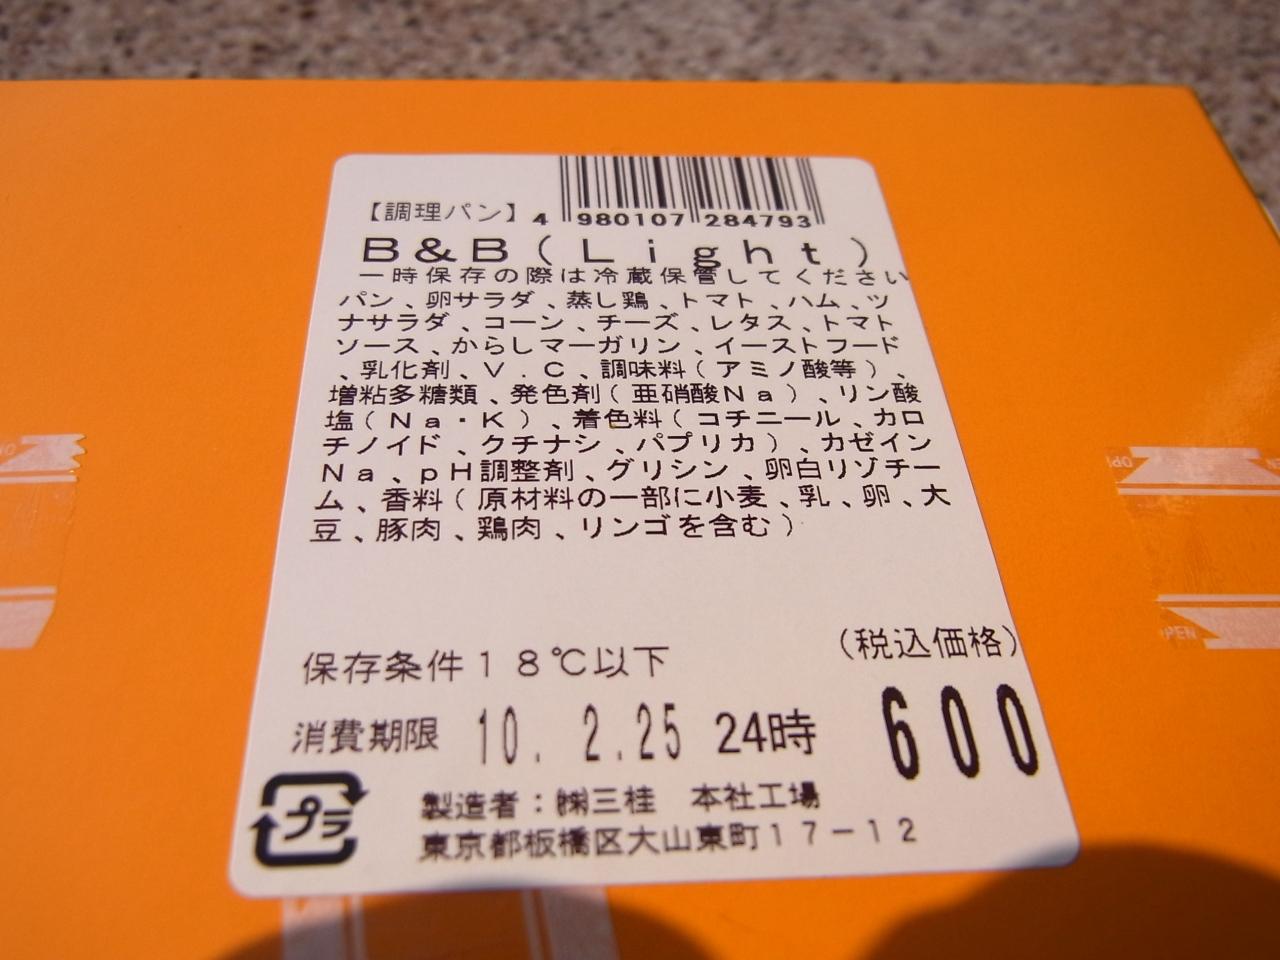 【調理パン】
4 980107 284793
B&B(Light)
一時保存の際は冷蔵保管してください
パン、卵サラダ、蒸し鶏、トマト、ハム、ツ
ナサラダ、コーン、チーズ、レタス、トマト
ソース、からしマーガリン、イーストフード
、乳化剤、V.C、調味料(アミノ酸等)、
増粘多糖類、発色剤(亜硝酸Na)、リン酸
塩(Na・K)、着色料(コチニール、カロ
チノイド、クチナシ、パプリカ)、カゼイン
Na、pH調整剤、グリシン、卵白リゾチー
ム、香料(原材料の一部に小麦、乳、卵、大
豆、豚肉、鶏肉、リンゴを含む)
保存条件18℃以下
(税込価格)
消費期限 10. 2.25 24時
600
プラ
製造者:㈱三桂 本社工場
東京都板橋区大山東町17-12
OPEN